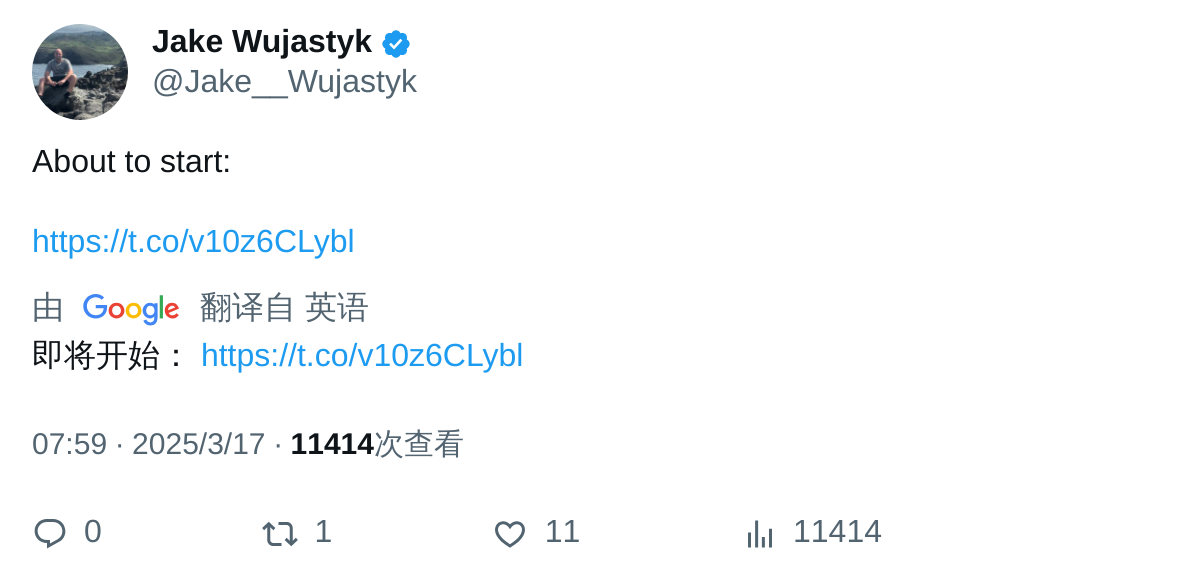 Jake Wujastyk
@Jake__Wujastyk
About to start:
https://t.co/v10z6CLybl
由 Google 翻译自 英语
即将开始： https://t.co/v10z6CLybl
07:59 · 2025/3/17 · 11414次查看
0 1 11 11414